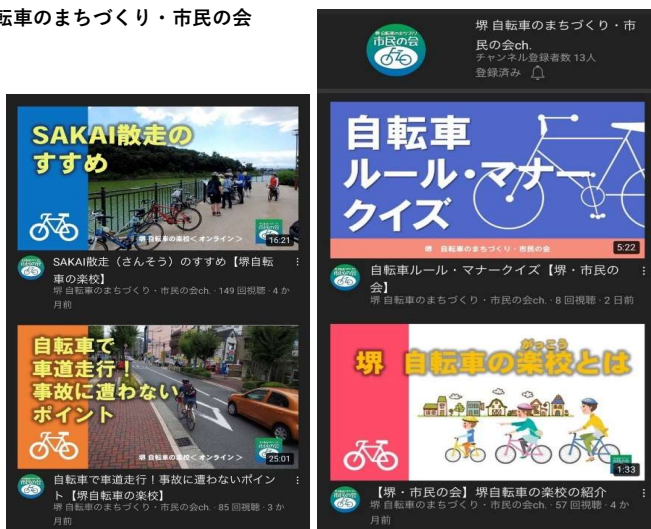 転車のまちづくり・市民の会
SAKAI散走の
すすめ
堺 自転車の楽校<オンライン>
16:21
SAKAI散走（さんそう）のすすめ【堺自転
車の楽校】
堺 自転車のまちづくり・市民の会ch.・149 回視聴・4 か
月前
自転車で
車道走行！
事故に遭わない
ポイント
堺 自転車の楽校<オンライン>
25:01
自転車で車道走行！事故に遭わないポイン
ト【堺自転車の楽校】
堺 自転車のまちづくり・市民の会ch.・85 回視聴・3 か
月前
市民の会
堺 自転車のまちづくり・市
民の会ch.
チャンネル登録者数 13人
登録済み
自転車
ルール・マナー
クイズ
堺 自転車のまちづくり・市民の会
5:22
自転車ルール・マナークイズ【堺・市民の
会】
堺 自転車のまちづくり・市民の会ch.・8 回視聴・2 日前
がっこう
堺 自転車の楽校とは
1:33
【堺・市民の会】堺自転車の楽校の紹介
堺 自転車のまちづくり・市民の会ch.・57 回視聴・4 か
月前